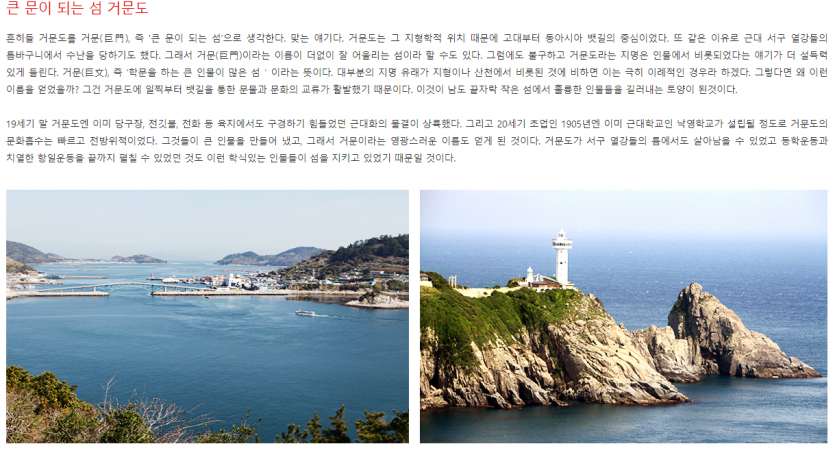 큰 문이 되는 섬 거문도
흔히들 거문도를 거문(巨門), 즉 '큰 문이 되는 섬'으로 생각한다. 맞는 얘기다. 거문도는 그 지형학적 위치 때문에 고대부터 동아시아 뱃길의 중심이었다. 또 같은 이유로 근대 서구 열강들의
틈바구니에서 수난을 당하기도 했다. 그래서 거문(巨門)이라는 이름이 더없이 잘 어울리는 섬이라 할 수도 있다. 그럼에도 불구하고 거문도라는 지명은 인물에서 비롯되었다는 얘기가 더 설득력
있게 들린다. 거문(巨文), 즉 '학문을 하는 큰 인물이 많은 섬 ' 이라는 뜻이다. 대부분의 지명 유래가 지형이나 산천에서 비롯된 것에 비하면 이는 극히 이례적인 경우라 하겠다. 그렇다면 왜 이런
이름을 얻었을까? 그건 거문도에 일찍부터 뱃길을 통한 문물과 문화의 교류가 활발했기 때문이다. 이것이 남도 끝자락 작은 섬에서 훌륭한 인물들을 길러내는 토양이 된것이다.
19세기 말 거문도엔 이미 당구장, 전깃불, 전화 등 육지에서도 구경하기 힘들었던 근대화의 물결이 상륙했다. 그리고 20세기 초업인 1905년엔 이미 근대학교인 낙영학교가 설립될 정도로 거문도의
문화흡수는 빠르고 전방위적이었다. 그것들이 큰 인물을 만들어 냈고, 그래서 거문이라는 영광스러운 이름도 얻게 된 것이다. 거문도가 서구 열강들의 틈에서도 살아남을 수 있었고 동학운동과
치열한 항일운동을 끝까지 펼칠 수 있었던 것도 이런 학식있는 인물들이 섬을 지키고 있었기 때문일 것이다.